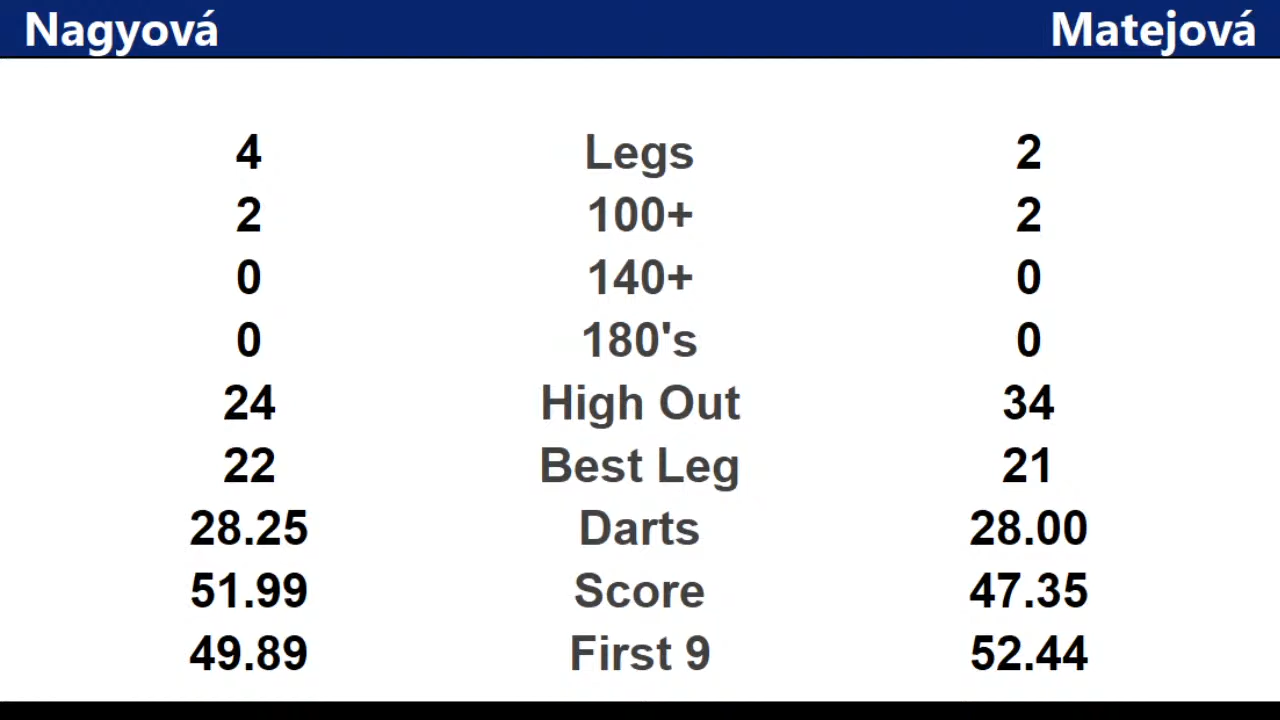 Nagyová Matejová
4 Legs 2
2 100+ 2
0 140+ 0
0 180's 0
24 High Out 34
22 Best Leg 21
28.25 Darts 28.00
51.99 Score 47.35
49.89 First 9 52.44